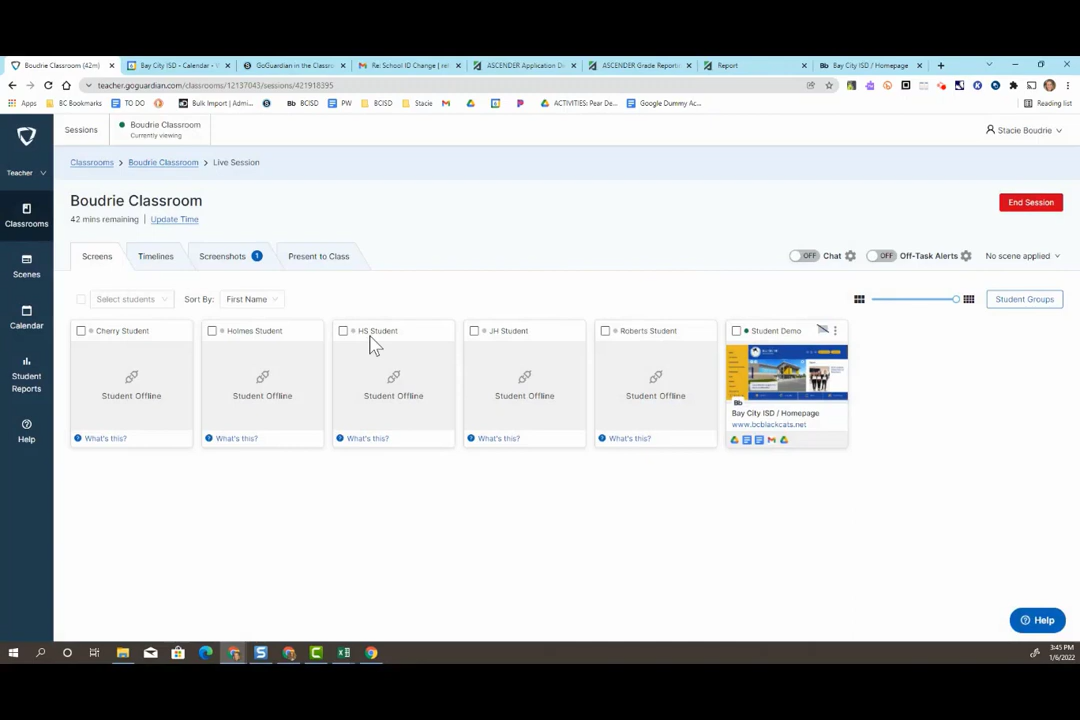 Boudrie Classroom (42m)
Bay City ISD - Calendar -
GoGuardian in the Classro
Re: School ID Change ( re
ASCENDER Application D
ASCENDER Grade Reporti
Report
Bay City ISD / Homepage
teacher.goguardian.com/classrooms/12137043/sessions/421918395
Apps
BC Bookmarks
TO DO
Bulk Import | Admi...
Bb BCISD
PW
BCISD
Stacie
ACTIVITIES: Pear De...
Google Dummy Ac...
Reading list
Sessions
Boudrie Classroom
Currently viewing
Stacie Boudrie
Teacher
Classrooms > Boudrie Classroom > Live Session
Classrooms
Boudrie Classroom
End Session
42 mins remaining | Update Time
Scenes
Screens
Timelines
Screenshots 1
Present to Class
OFF Chat
OFF Off-Task Alerts
No scene applied
Calendar
Select students
Sort By: First Name
Student Groups
Student
Reports
Help
Cherry Student
Holmes Student
HS Student
JH Student
Roberts Student
Student Demo
Student Offline
Student Offline
Student Offline
Student Offline
Student Offline
Bb
Bay City ISD / Homepage
www.bcblackcats.net
What's this?
What's this?
What's this?
What's this?
What's this?
Help
3:45 PM
1/6/2022